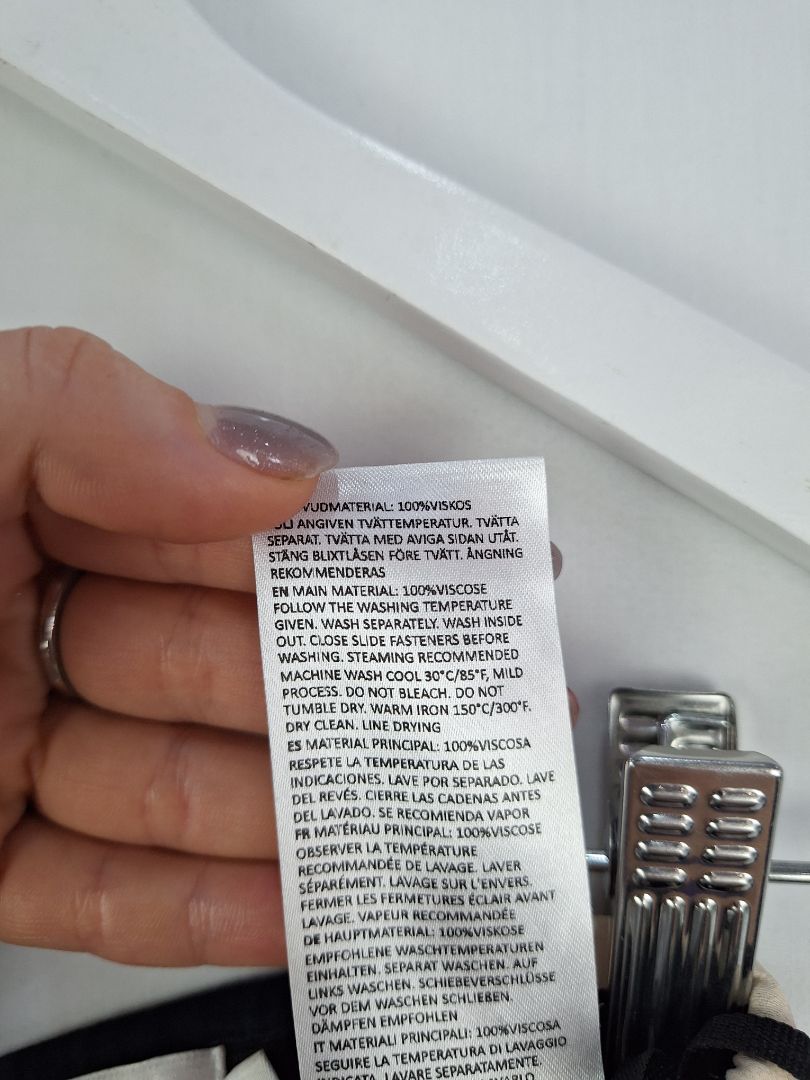 VUDMATERIAL: 100%VISKOS
ANGIVEN TVÄTTEMPERATUR. TVÄTTA
SEPARAT. TVÄTTA MED AVIGA SIDAN UTÅT.
STÄNG BLIXTLÅSEN FÖRE TVÄTT. ÅNGNING
REKOMMENDERAS
EN MAIN MATERIAL: 100%VISCOSE
FOLLOW THE WASHING TEMPERATURE
GIVEN. WASH SEPARATELY. WASH INSIDE
OUT. CLOSE SLIDE FASTENERS BEFORE
WASHING. STEAMING RECOMMENDED
MACHINE WASH COOL 30°C/85°F, MILD
PROCESS. DO NOT BLEACH. DO NOT
TUMBLE DRY. WARM IRON 150°C/300°F.
DRY CLEAN. LINE DRYING
ES MATERIAL PRINCIPAL: 100%VISCOSA
RESPETE LA TEMPERATURA DE LAS
INDICACIONES. LAVE POR SEPARADO. LAVE
DEL REVÉS. CIERRE LAS CADENAS ANTES
DEL LAVADO. SE RECOMIENDA VAPOR
FR MATÉRIAU PRINCIPAL: 100%VISCOSE
OBSERVER LA TEMPÉRATURE
RECOMMANDÉE DE LAVAGE. LAVER
SÉPARÉMENT. LAVAGE SUR L'ENVERS.
FERMER LES FERMETURES ÉCLAIR AVANT
LAVAGE. VAPEUR RECOMMANDÉE
DE HAUPTMATERIAL: 100%VISKOSE
EMPFOHLENE WASCHTEMPERATUREN
EINHALTEN. SEPARAT WASCHEN. AUF
LINKS WASCHEN. SCHIEBEVERSCHLÜSSE
VOR DEM WASCHEN SCHLIEBEN.
DÄMPFEN EMPFOHLEN
IT MATERIALI PRINCIPALI: 100%VISCOSA
SEGUIRE LA TEMPERATURA DI LAVAGGIO
INDICATA. LAVARE SEPARATAMENTE.